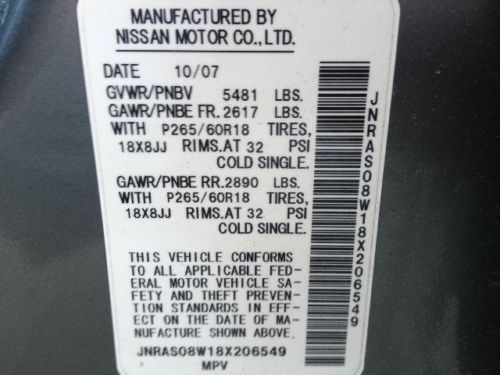 MANUFACTURED BY
NISSAN MOTOR CO., LTD.
DATE 10/07
GVWR/PNBV 5481 LBS.
GAWR/PNBE FR. 2617 LBS.
WITH P265/60R18 TIRES,
18X8JJ RIMS. AT 32 PSI
COLD SINGLE.
GAWR/PNBE RR. 2890 LBS.
WITH P265/60R18 TIRES,
18X8JJ RIMS. AT 32 PSI
COLD SINGLE.
THIS VEHICLE CONFORMS
TO ALL APPLICABLE FED-
ERAL MOTOR VEHICLE SA-
FETY AND THEFT PREVEN-
TION STANDARDS IN EFF-
ECT ON THE DATE OF MA-
NUFACTURE SHOWN ABOVE.
JNRAS08W18X206549
MPV
JNRAS08W18X206549